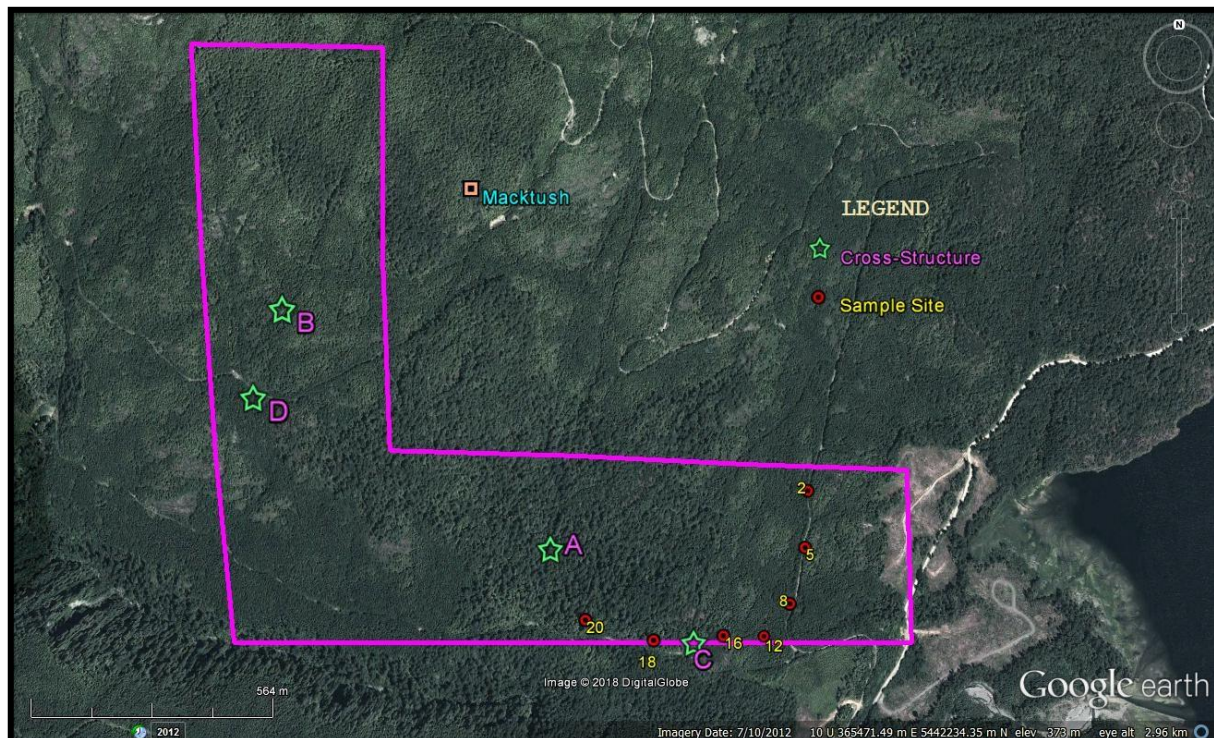 N
Macktush
LEGEND
Cross-Structure
Sample Site
B
D
2
A
5
8
20
18
C
16
12
Image © 2018 DigitalGlobe
Google earth
564 m
2012
Imagery Date: 7/10/2012 10 U 365471.49 m E 5442234.35 m N elev 373 m eye alt 2.96 km